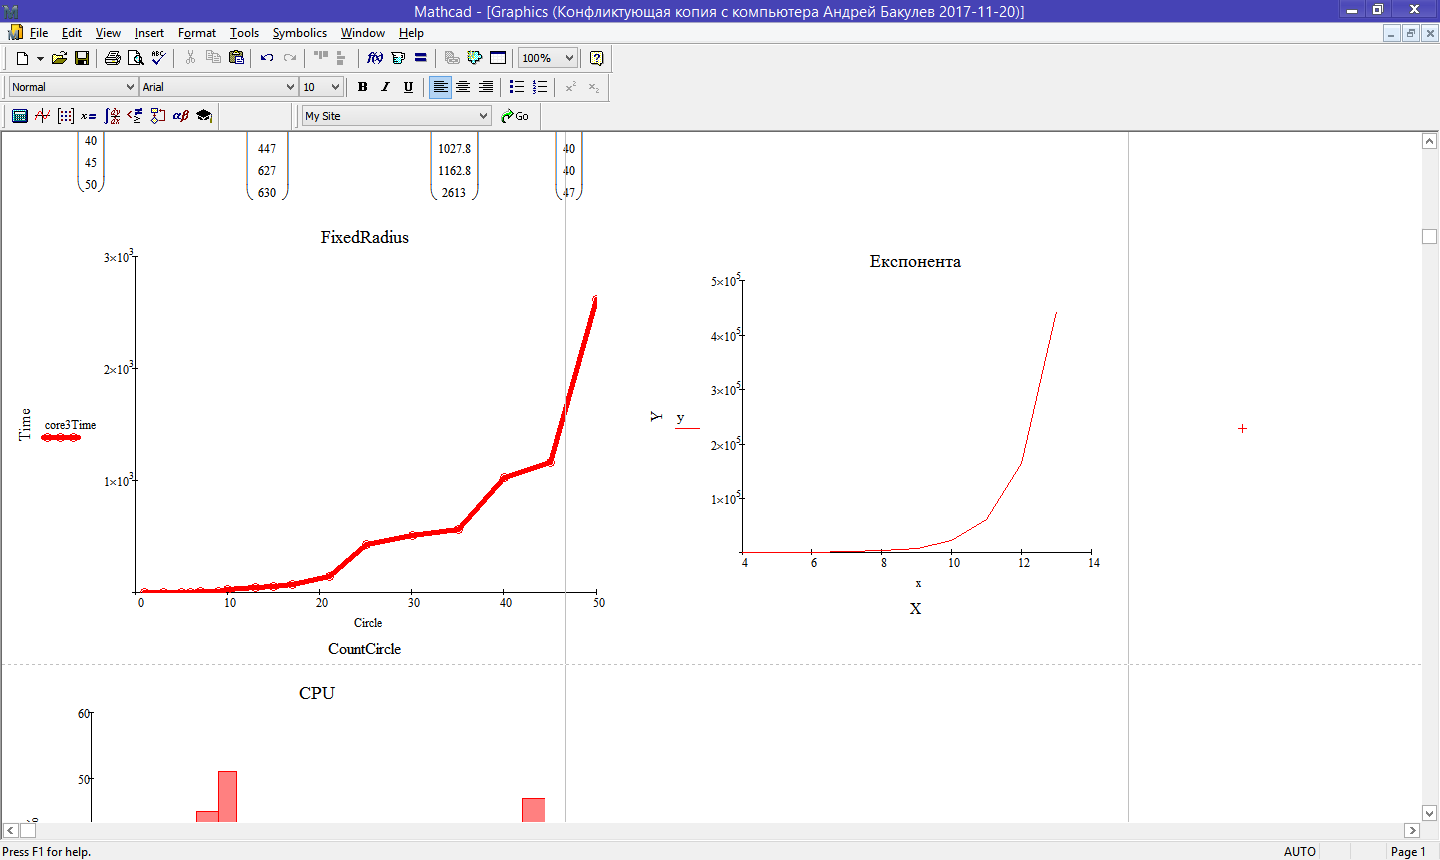 Mathcad - [Graphics (Конфликтующая копия с компьютера Андрей Бакулев 2017-11-20)]
File Edit View Insert Format Tools Symbolics Window Help
100%
Normal Arial 10 B I U
My Site Go
40 447 1027.8 40
45 627 1162.8 40
50 630 2613 47
FixedRadius
3×10³
2×10³
1×10³
Time
core3Time
0 10 20 30 40 50
Circle
CountCircle
Експонента
5×10⁵
4×10⁵
3×10⁵
2×10⁵
1×10⁵
Y
y
4 6 8 10 12 14
x
X
CPU
60
50
Press F1 for help.
AUTO
Page 1